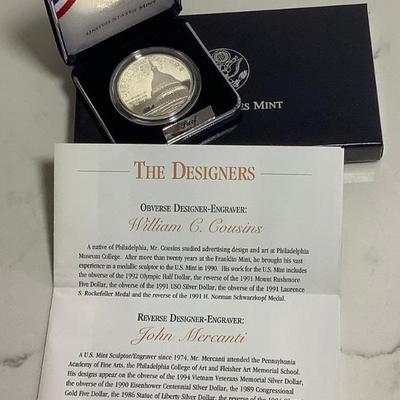 UNITED STATES MINT
Proof
ES MINT
THE DESIGNERS
OBVERSE DESIGNER-ENGRAVER:
William C. Cousins
A native of Philadelphia, Mr. Cousins studied advertising design and art at Philadelphia
Museum College. After more than twenty years at the Franklin Mint, he brought his vast
experience as a medallic sculptor to the U.S. Mint in 1990. His work for the U.S. Mint includes
the obverse of the 1992 Olympic Half Dollar, the reverse of the 1991 Mount Rushmore
Five Dollar, the obverse of the 1991 USO Silver Dollar, the obverse of the 1991 Laurence
S. Rockefeller Medal and the reverse of the 1991 H. Norman Schwarzkopf Medal.
REVERSE DESIGNER-ENGRAVER:
John Mercanti
A U.S. Mint Sculptor/Engraver since 1974, Mr. Mercanti attended the Pennsylvania
Academy of Fine Arts, the Philadelphia College of Art and Fleisher Art Memorial School.
His designs appear on the obverse of the 1994 Vietnam Veterans Memorial Silver Dollar,
the obverse of the 1990 Eisenhower Centennial Silver Dollar, the 1989 Congressional
Gold Five Dollar, the 1986 Statue of Liberty Silver Dollar, the